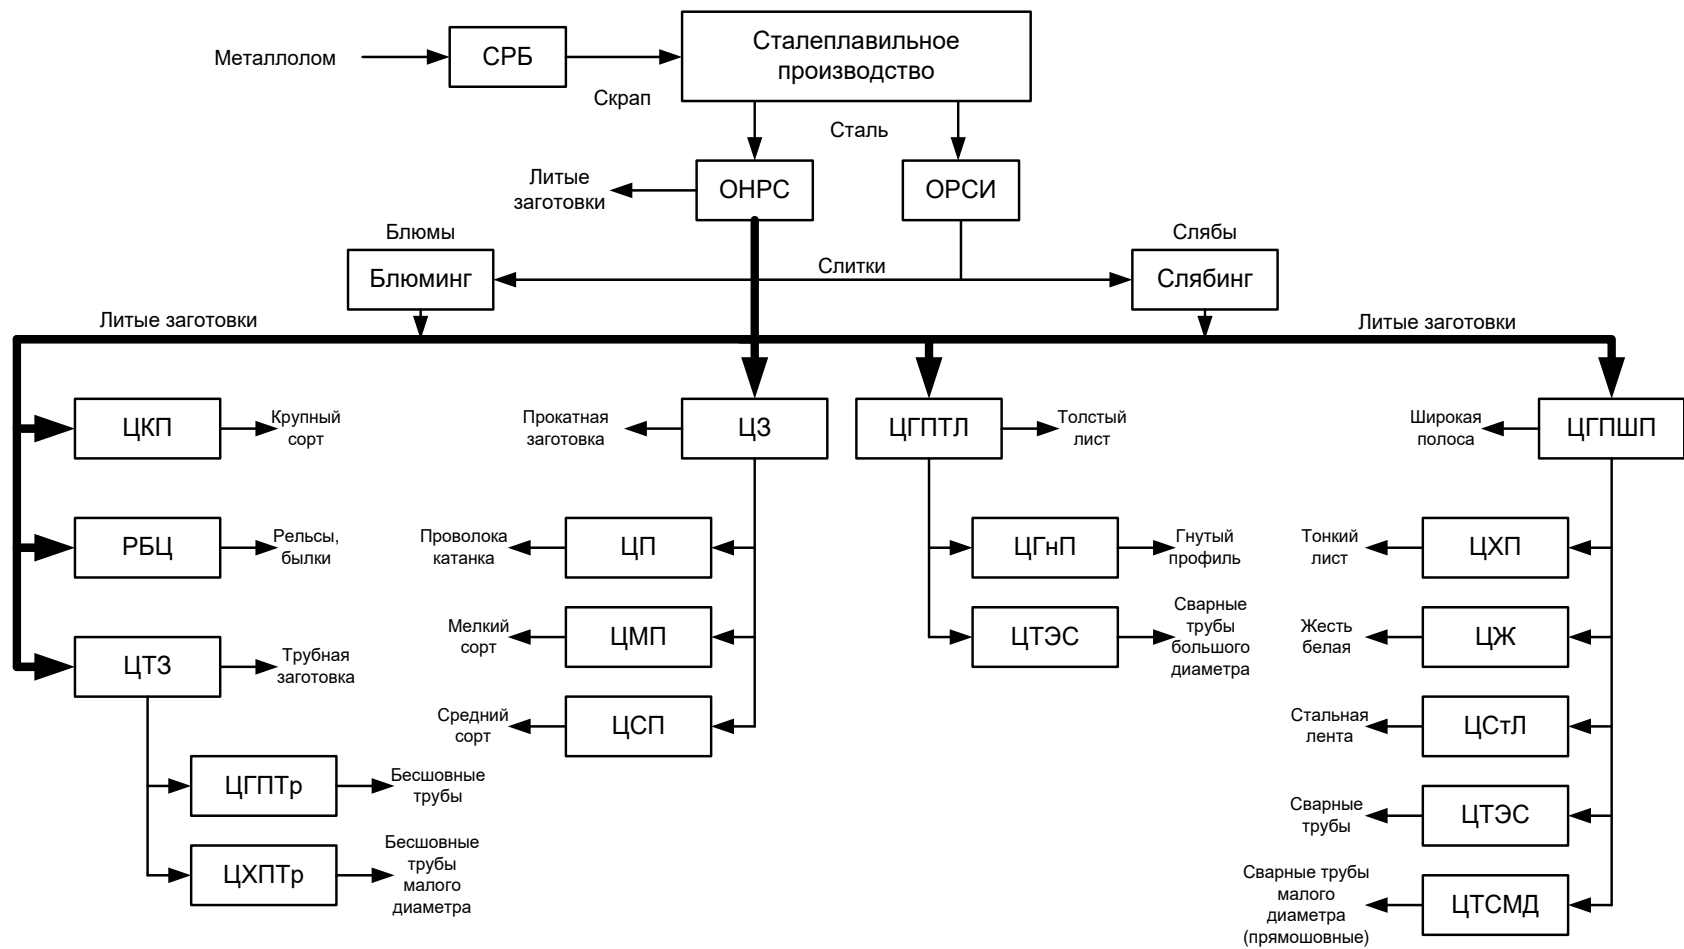 Металлолом
СРБ
Скрап
Сталеплавильное
производство
Сталь
Литые
заготовки
ОНРС
ОРСИ
Блюмы
Блюминг
Слитки
Слябы
Слябинг
Литые заготовки
Литые заготовки
ЦКП
Крупный
сорт
Прокатная
заготовка
ЦЗ
ЦГПТЛ
Толстый
лист
Широкая
полоса
ЦГПШП
РБЦ
Рельсы,
былки
Проволока
катанка
ЦП
ЦГнП
Гнутый
профиль
Тонкий
лист
ЦХП
ЦТЗ
Трубная
заготовка
Мелкий
сорт
ЦМП
ЦТЭС
Сварные
трубы
большого
диаметра
Жесть
белая
ЦЖ
Средний
сорт
ЦСП
Стальная
лента
ЦСтЛ
ЦГПТр
Бесшовные
трубы
Сварные
трубы
ЦТЭС
ЦХПТр
Бесшовные
трубы
малого
диаметра
Сварные трубы
малого
диаметра
(прямошовные)
ЦТСМД